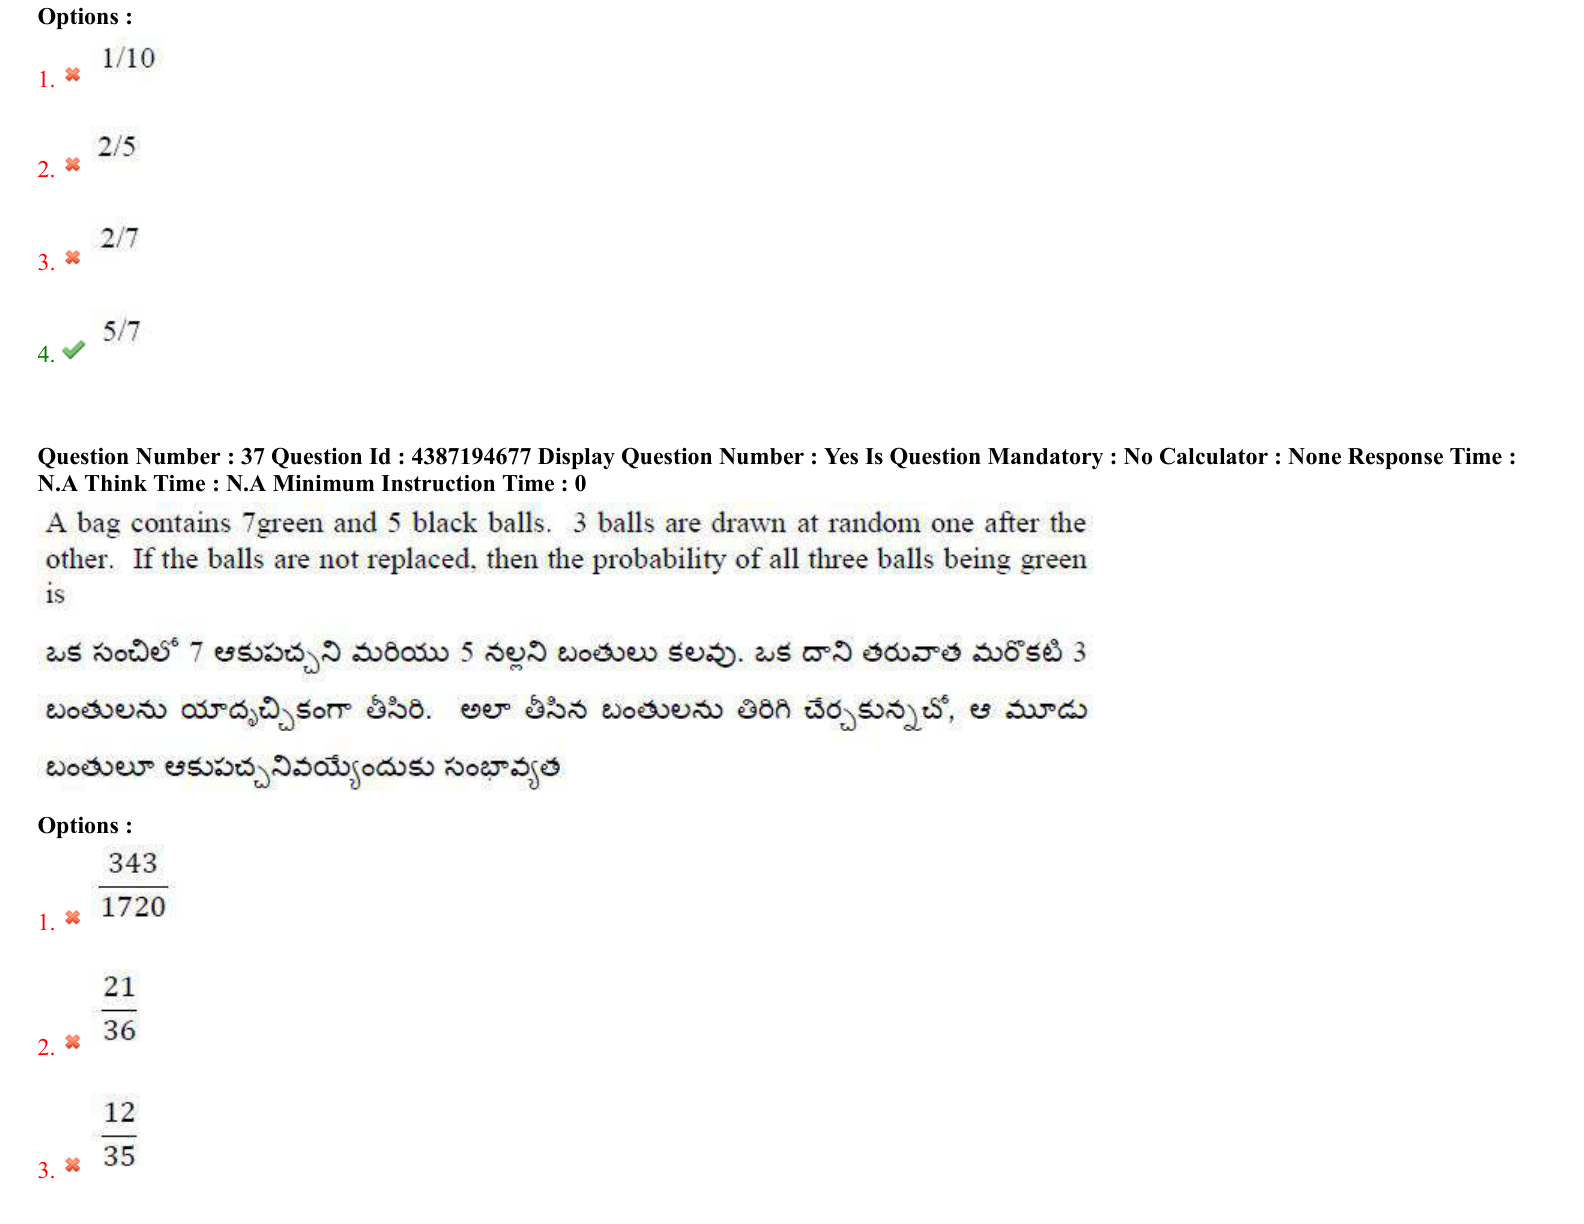 Options :
1. 1/10
2. 2/5
3. 2/7
4. 5/7
Question Number : 37 Question Id : 4387194677 Display Question Number : Yes Is Question Mandatory : No Calculator : None Response Time :
N.A Think Time : N.A Minimum Instruction Time : 0
A bag contains 7green and 5 black balls. 3 balls are drawn at random one after the
other. If the balls are not replaced, then the probability of all three balls being green
is
ఒక సంచిలో 7 ఆకుపచ్చని మరియు 5 నల్లని బంతులు కలవు. ఒక దాని తరువాత మరొకటి 3
బంతులను యాదృచ్చికంగా తీసిరి. అలా తీసిన బంతులను తిరిగి చేర్చకున్నచో, ఆ మూడు
బంతులూ ఆకుపచ్చనివయ్యేందుకు సంభావ్యత
Options :
343
1720
1.
21
36
2.
12
35
3.